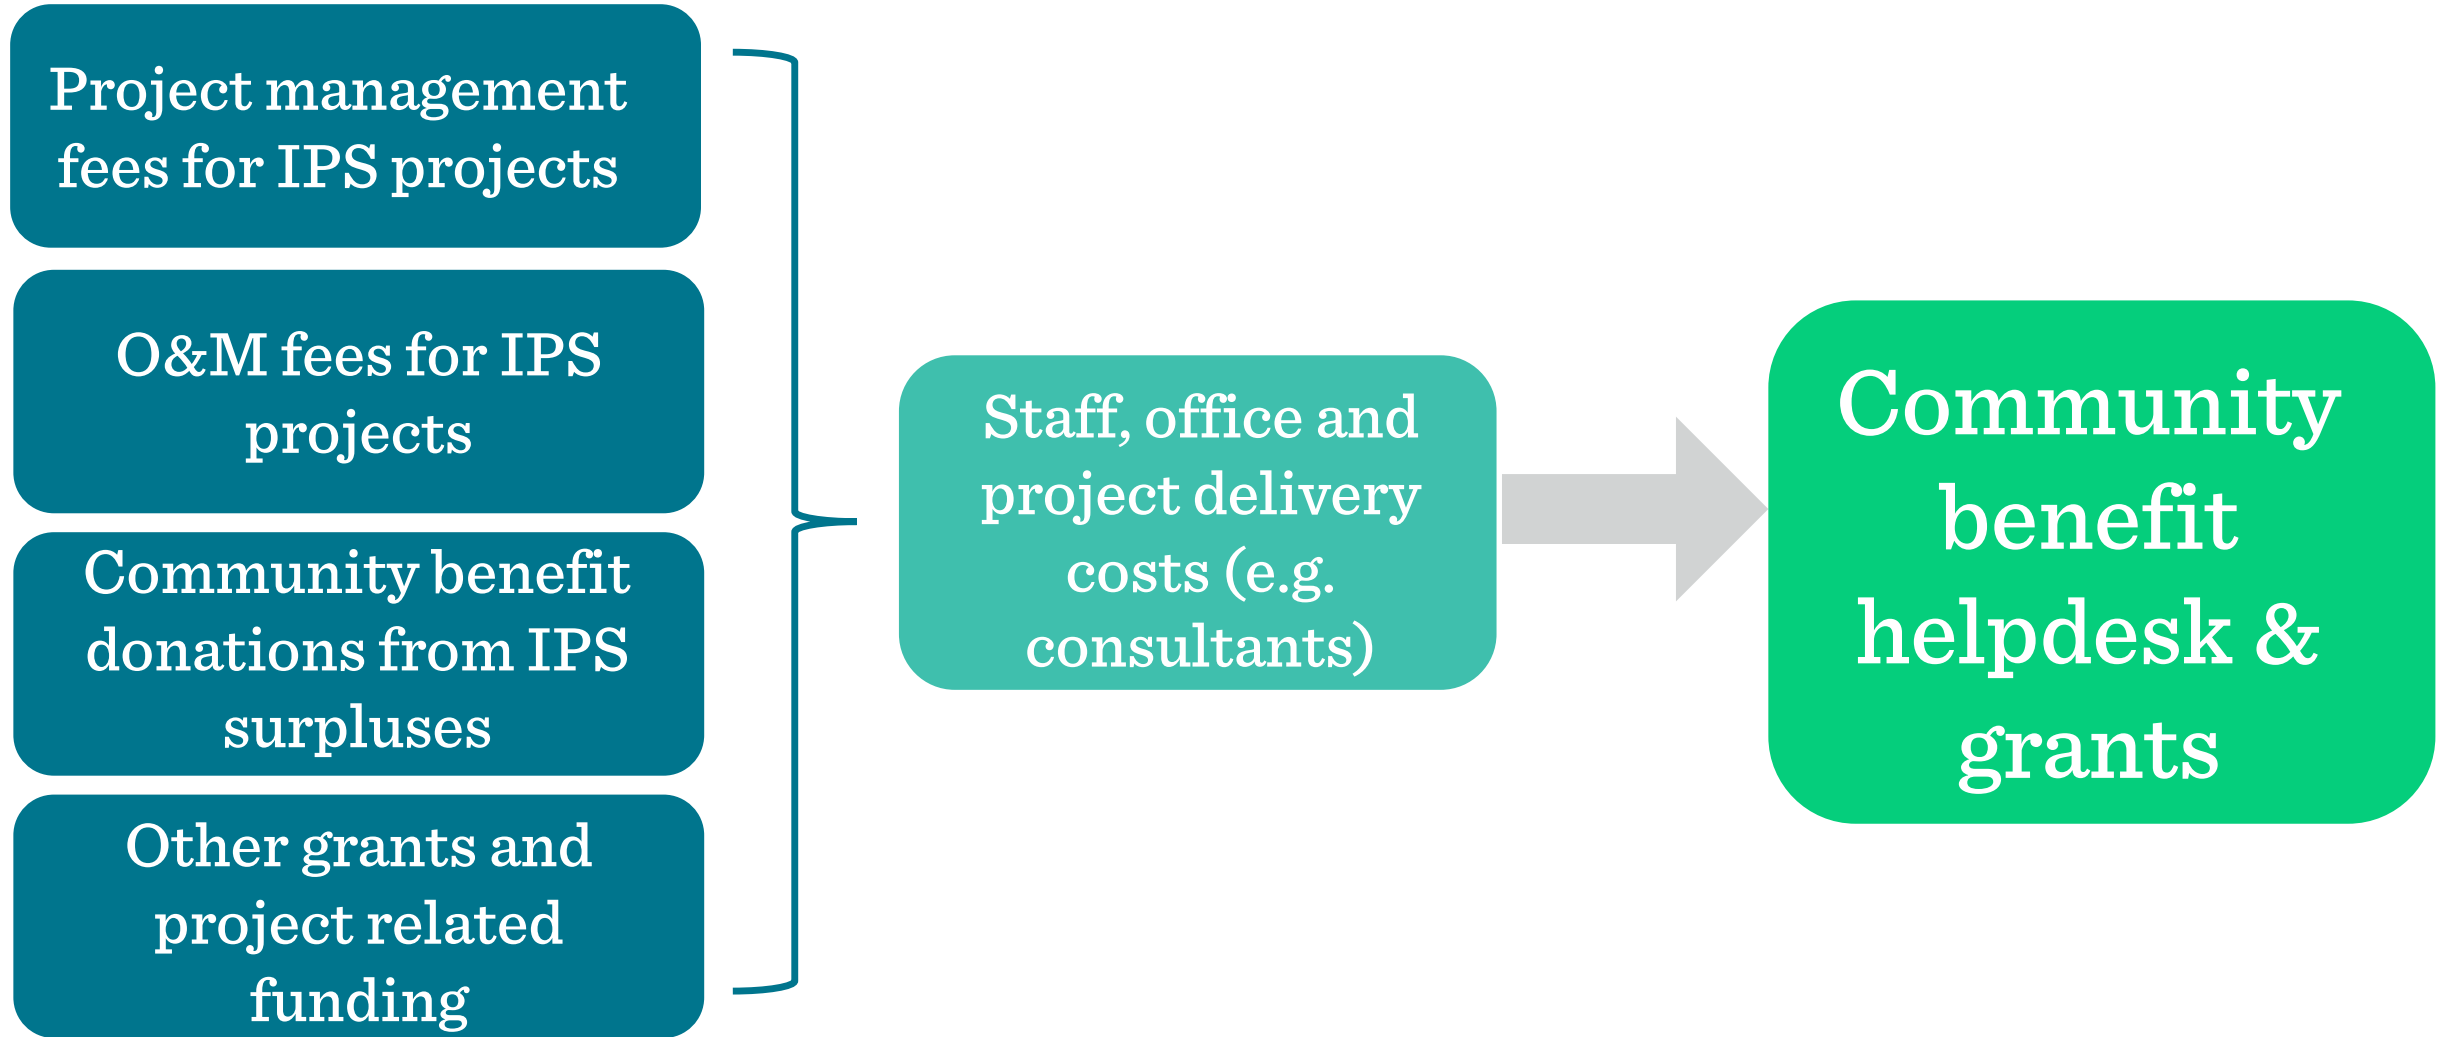 Project management
fees for IPS projects
O&M fees for IPS
projects
Community benefit
donations from IPS
surpluses
Other grants and
project related
funding
Staff, office and
project delivery
costs (e.g.
consultants)
Community
benefit
helpdesk &
grants